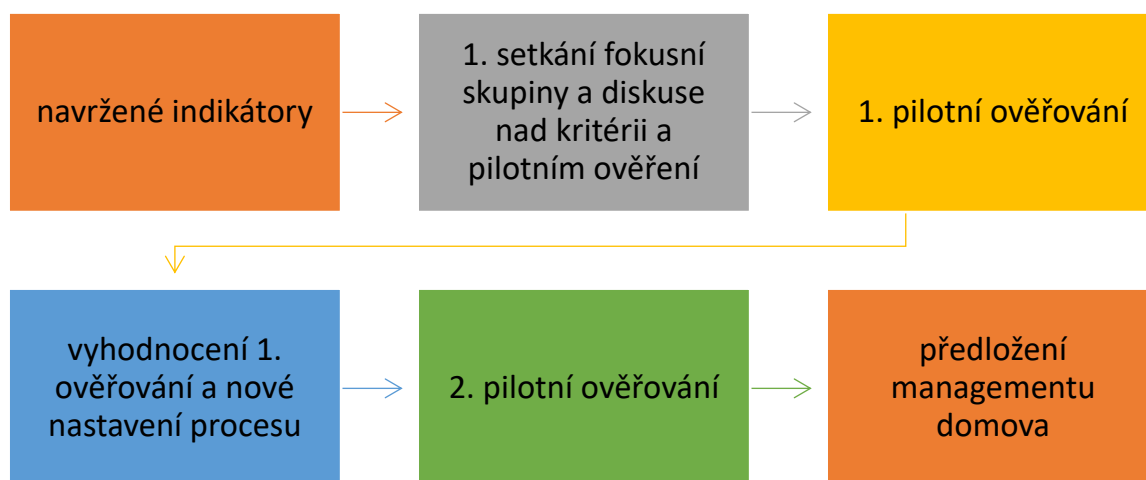 navržené indikátory
1. setkání fokusní
skupiny a diskuse
nad kritérii a
pilotním ověření
1. pilotní ověřování
vyhodnocení 1.
ověřování a nové
nastavení procesu
2. pilotní ověřování
předložení
managementu
domova